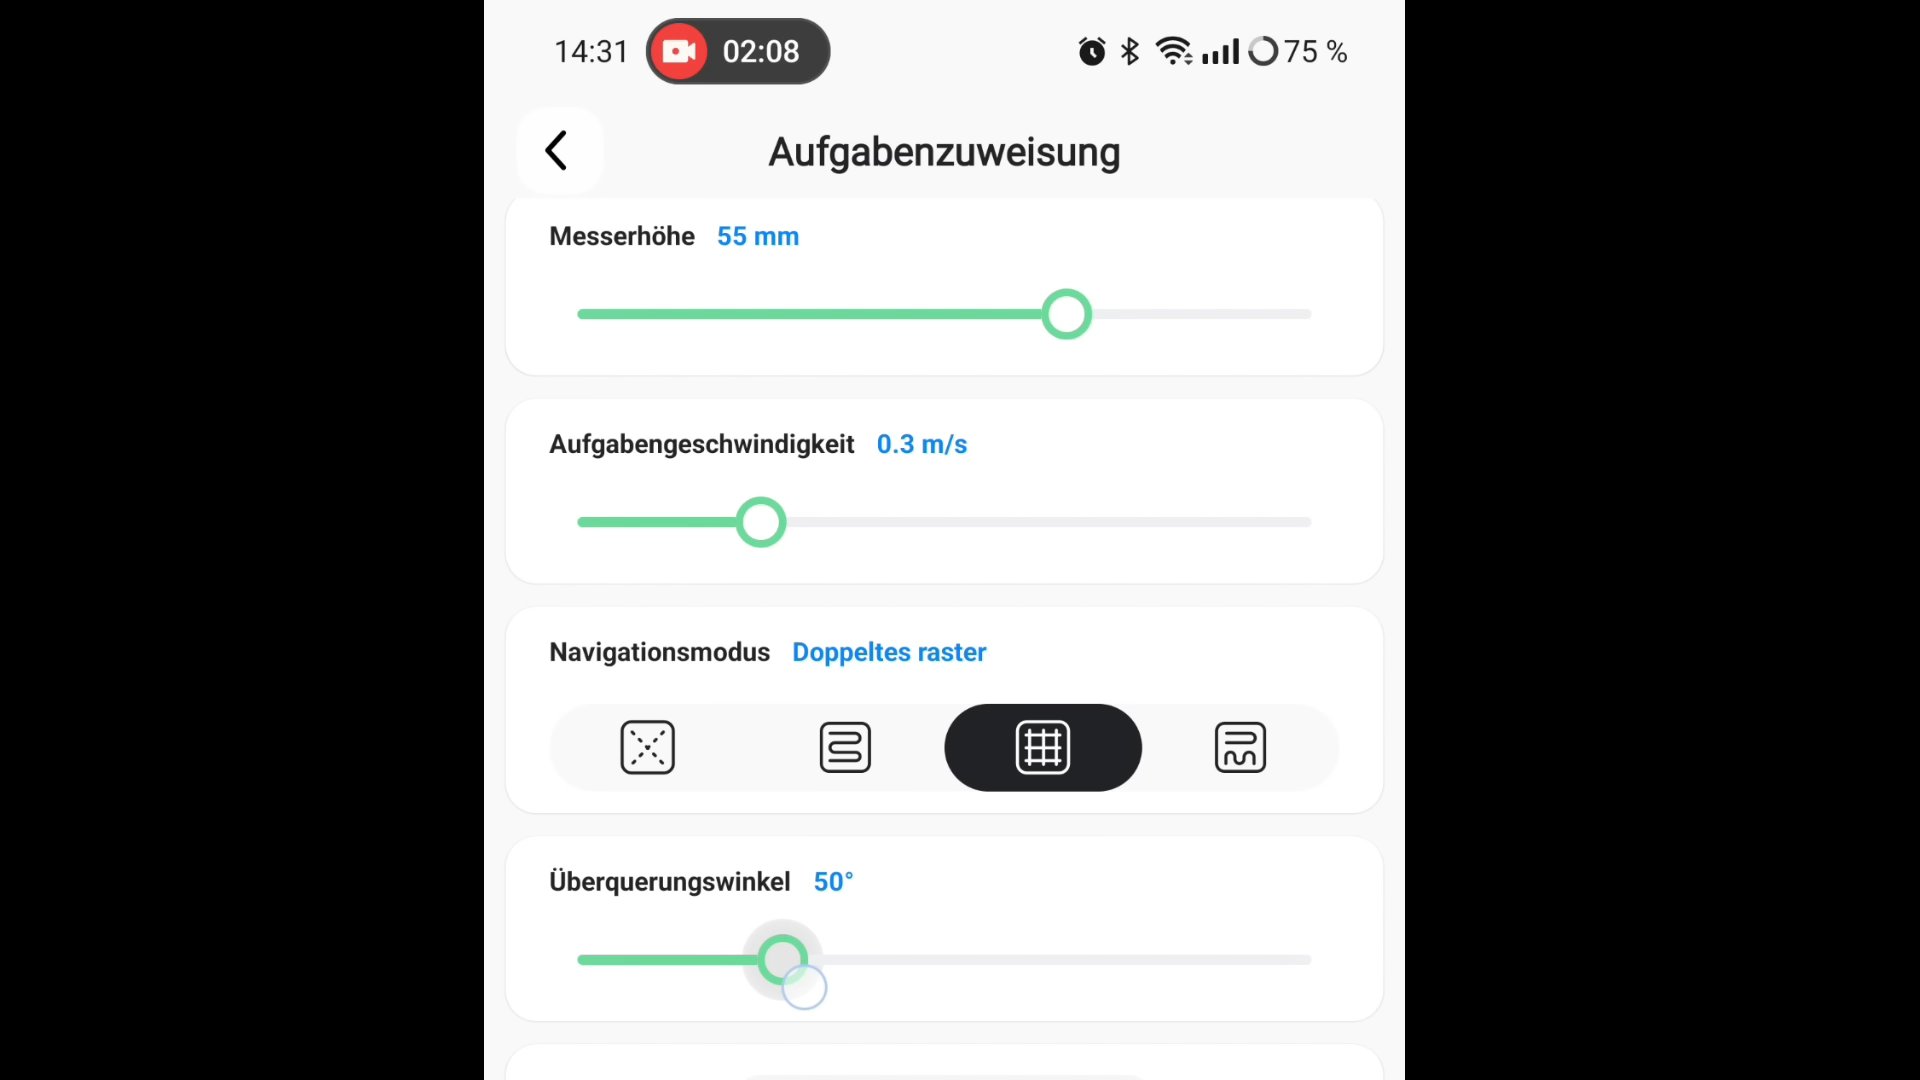 14:31 02:08 75 %
Aufgabenzuweisung
Messerhöhe 55 mm
Aufgabengeschwindigkeit 0.3 m/s
Navigationsmodus Doppeltes raster
Überquerungswinkel 50°